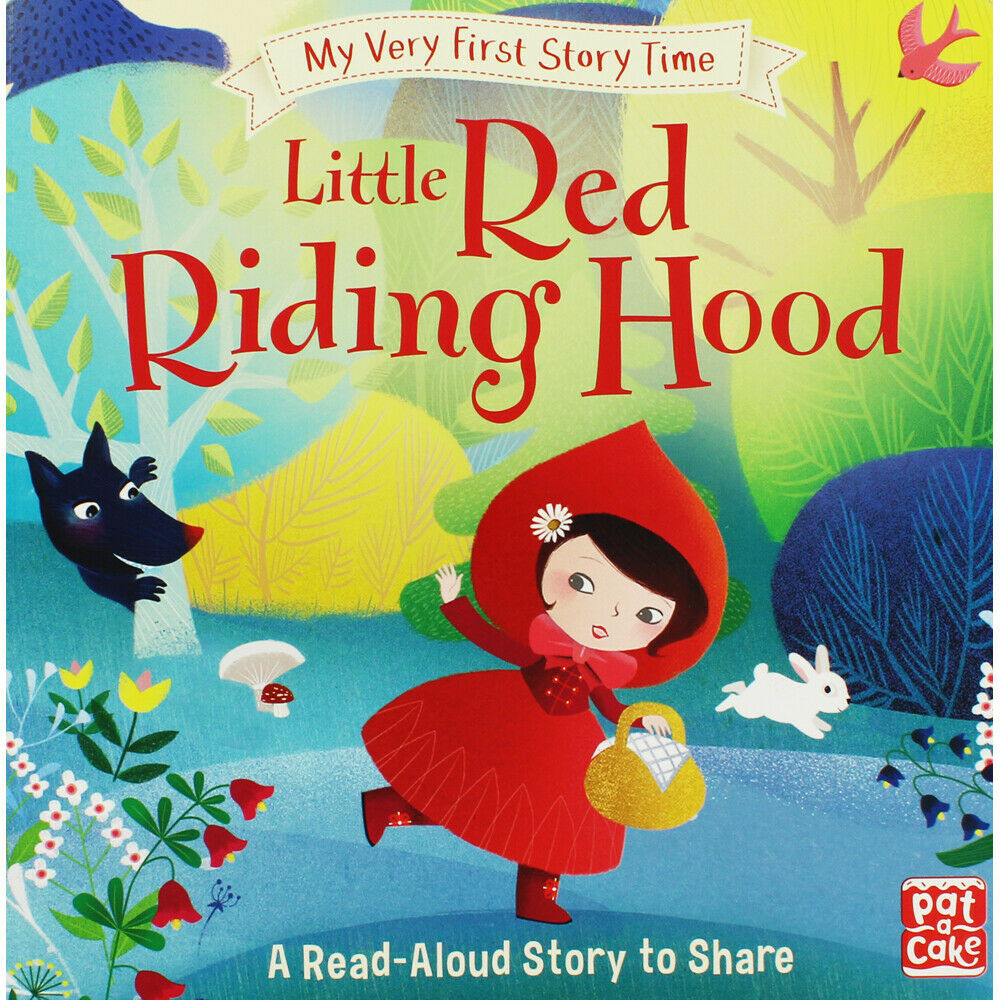 My Very First Story Time
Little Red
Riding Hood
A Read-Aloud Story to Share
pat
a
cake